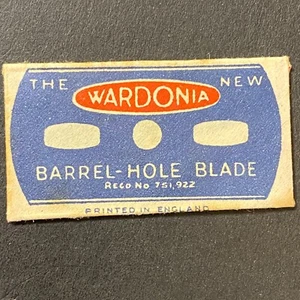 THE WARDONIA NEW
BARREL-HOLE BLADE
REGD NO 751,922
PRINTED IN ENGLAND